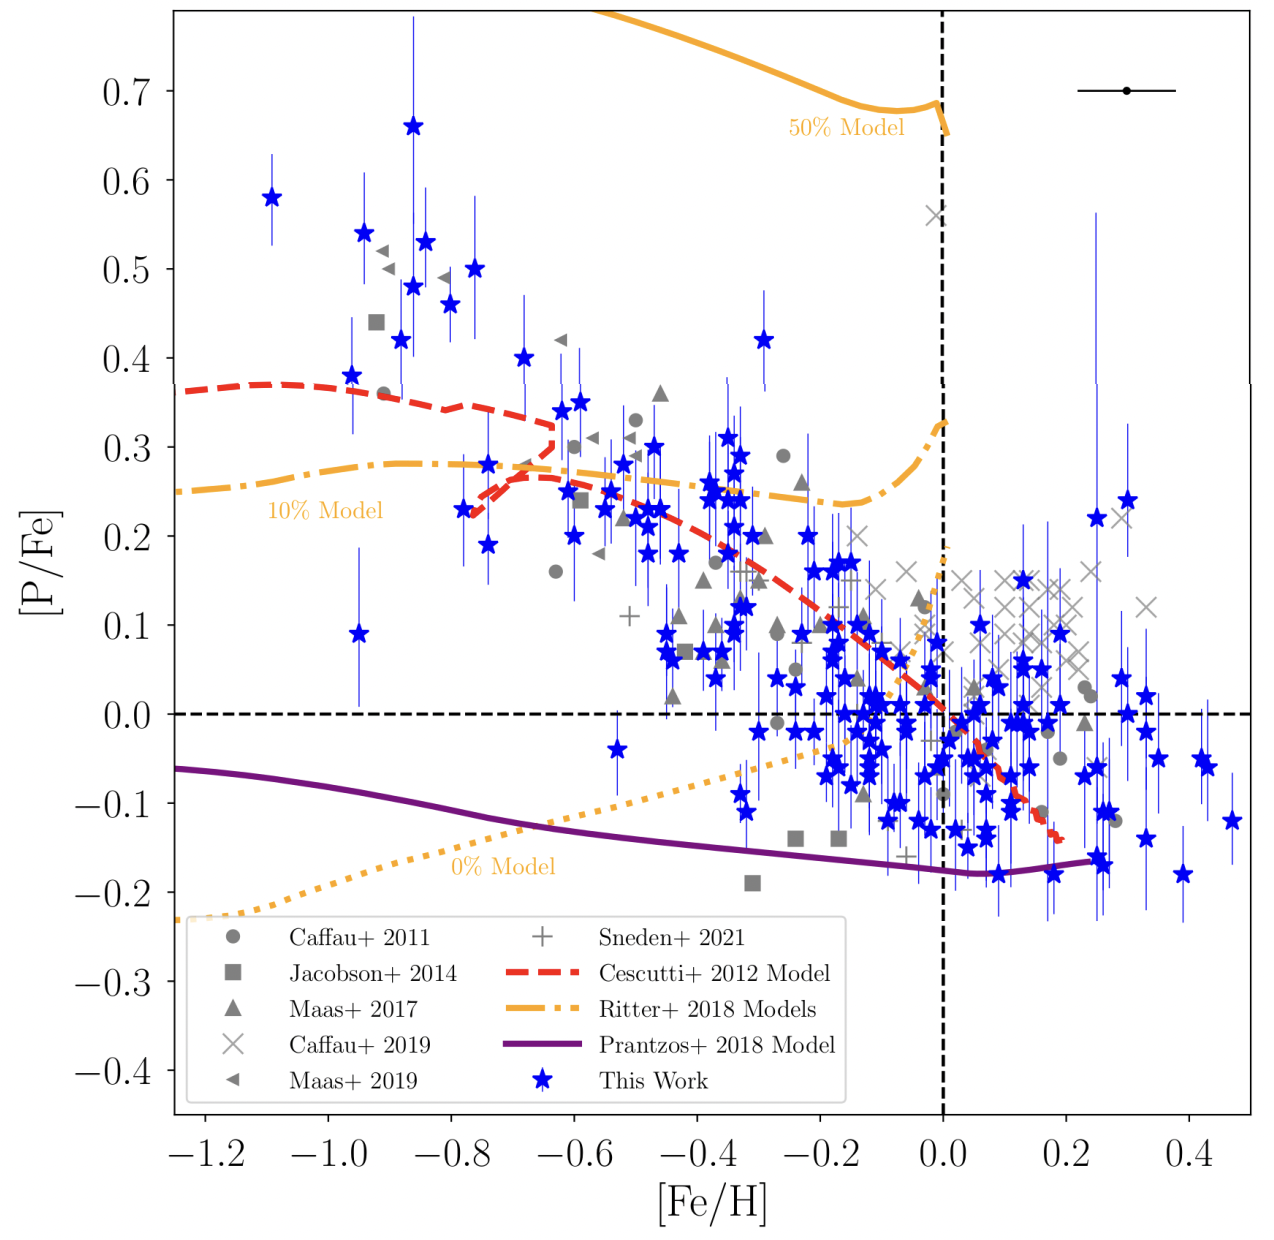 50% Model
10% Model
0% Model
0.7
0.6
0.5
0.4
0.3
0.2
0.1
0.0
−0.1
−0.2
−0.3
−0.4
[P/Fe]
Caffau+ 2011
Jacobson+ 2014
Maas+ 2017
Caffau+ 2019
Maas+ 2019
Sneden+ 2021
Cescutti+ 2012 Model
Ritter+ 2018 Models
Prantzos+ 2018 Model
This Work
−1.2 −1.0 −0.8 −0.6 −0.4 −0.2 0.0 0.2 0.4
[Fe/H]